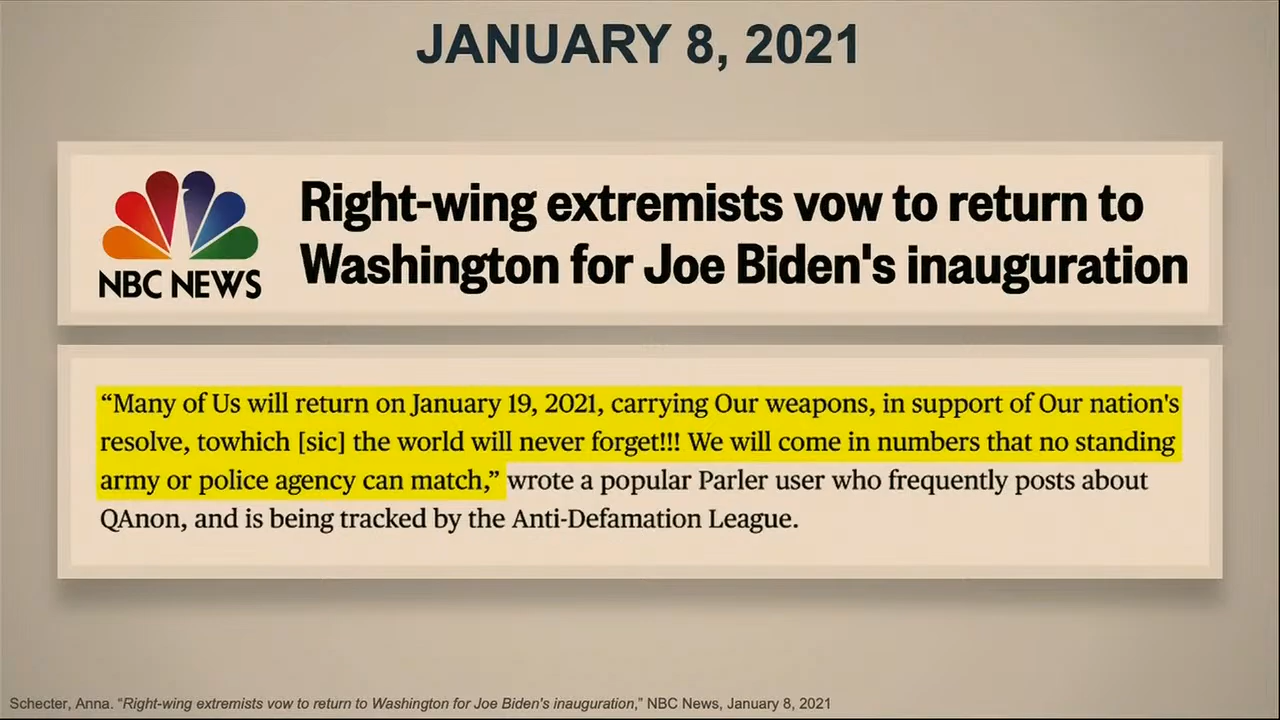 JANUARY 8, 2021
Right-wing extremists vow to return to
Washington for Joe Biden's inauguration
NBC NEWS
“Many of Us will return on January 19, 2021, carrying Our weapons, in support of Our nation's
resolve, towhich [sic] the world will never forget!!! We will come in numbers that no standing
army or police agency can match,” wrote a popular Parler user who frequently posts about
QAnon, and is being tracked by the Anti-Defamation League.
Schecter, Anna. “Right-wing extremists vow to return to Washington for Joe Biden's inauguration,” NBC News, January 8, 2021